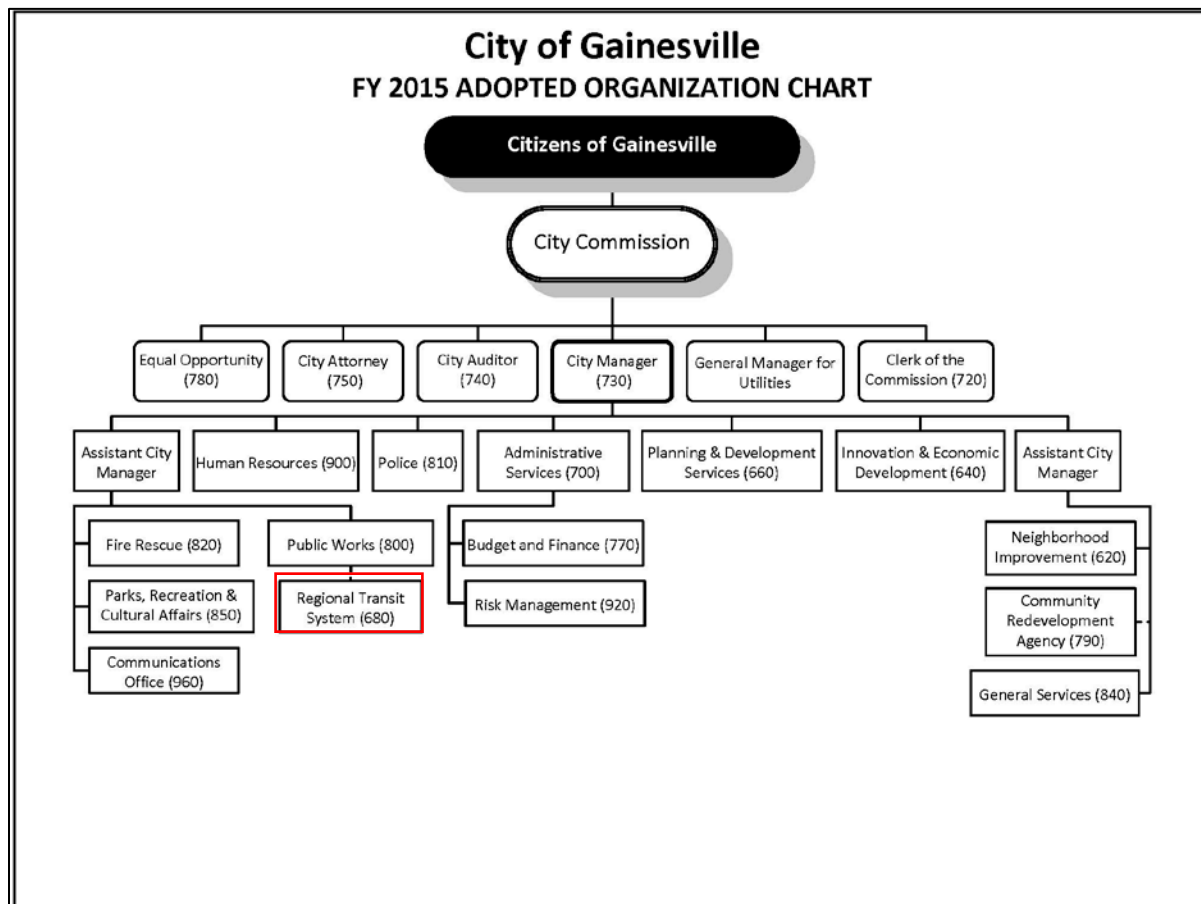 City of Gainesville
FY 2015 ADOPTED ORGANIZATION CHART
Citizens of Gainesville
City Commission
Equal Opportunity
(780)
City Attorney
(750)
City Auditor
(740)
City Manager
(730)
General Manager for
Utilities
Clerk of the
Commission (720)
Assistant City
Manager
Human Resources (900)
Police (810)
Administrative
Services (700)
Planning & Development
Services (660)
Innovation & Economic
Development (640)
Assistant City
Manager
Fire Rescue (820)
Public Works (800)
Budget and Finance (770)
Neighborhood
Improvement (620)
Parks, Recreation &
Cultural Affairs (850)
Regional Transit
System (680)
Risk Management (920)
Community
Redevelopment
Agency (790)
Communications
Office (960)
General Services (840)